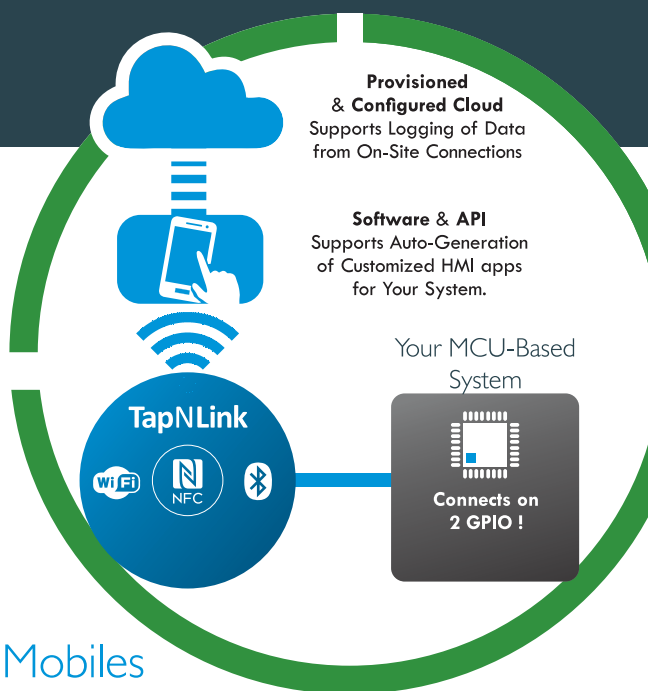 Provisioned
& Configured Cloud
Supports Logging of Data
from On-Site Connections
Software & API
Supports Auto-Generation
of Customized HMI apps
for Your System.
Your MCU-Based
System
TapNLink
WiFi
NFC
Connects on
2 GPIO !
Mobiles